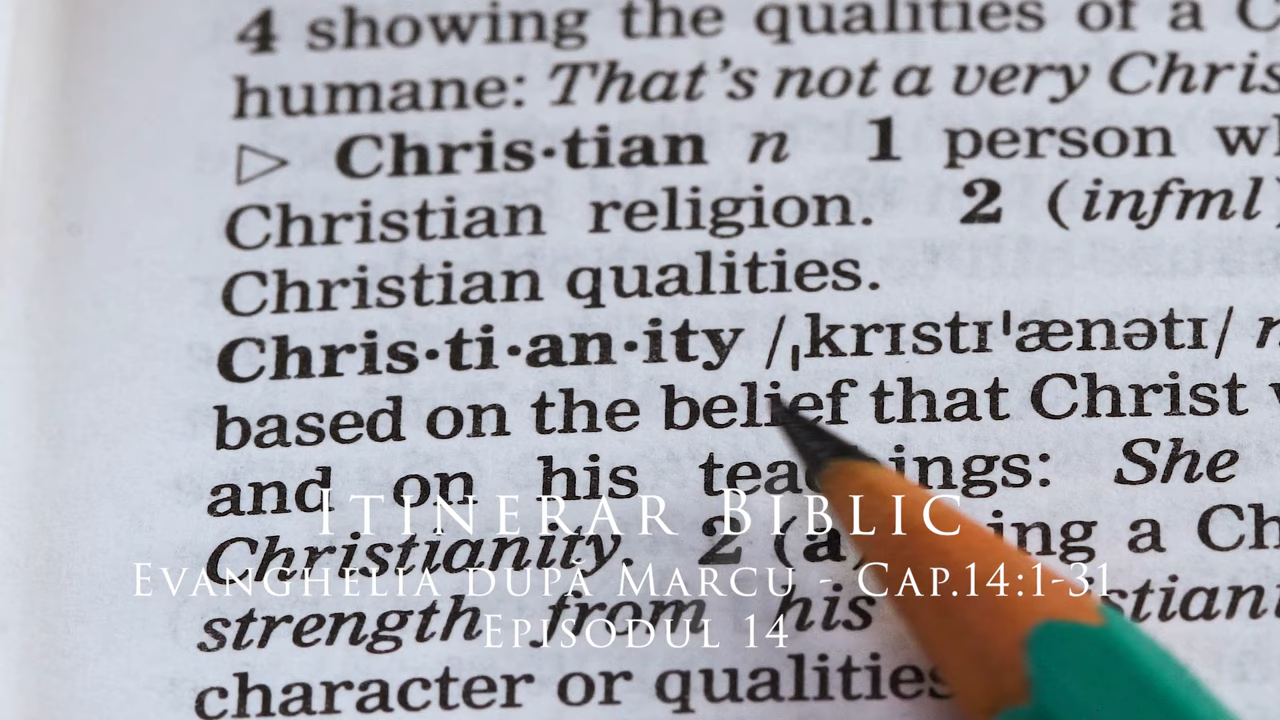 4 showing the qualities of a C
humane: That's not a very Chris
▷ Chris·tian n 1 person wh
Christian religion. 2 (infml)
Christian qualities.
Chris·ti·an·ity /ˌkrɪstɪˈænətɪ/ n
based on the belief that Christ w
and on his teachings: She
Christianity. 2 (a) ing a Ch
strength from his stiani
character or qualities
Itinerar Biblic
Evanghelia după Marcu - Cap.14:1-31
Episodul 14